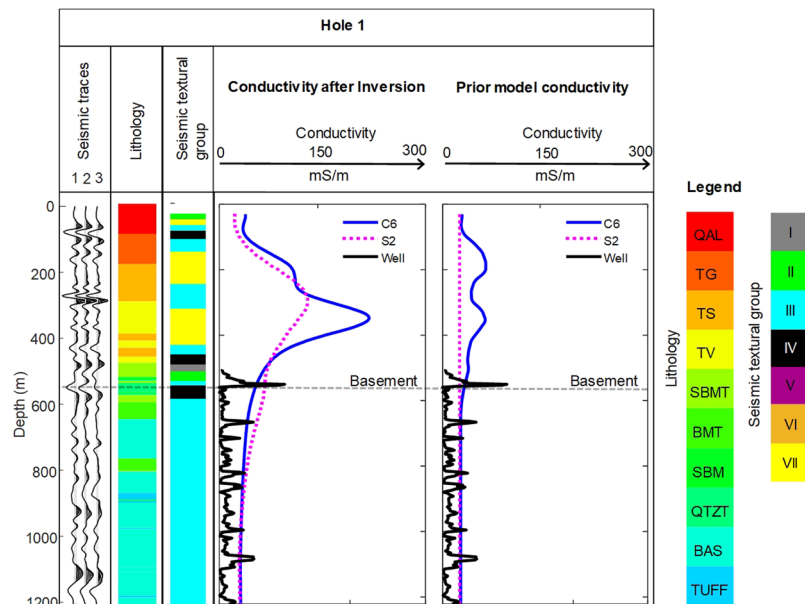 Hole 1
Seismic traces
1 2 3
Lithology
Seismic textural
group
Conductivity after Inversion
Conductivity
0
150
300
mS/m
Prior model conductivity
Conductivity
0
150
300
mS/m
Depth (m)
0
200
400
600
800
1000
1200
C6
S2
Well
Basement
C6
S2
Well
Basement
Legend
Lithology
QAL
TG
TS
TV
SBMT
BMT
SBM
QTZT
BAS
TUFF
Seismic textural group
I
II
III
IV
V
VI
VII